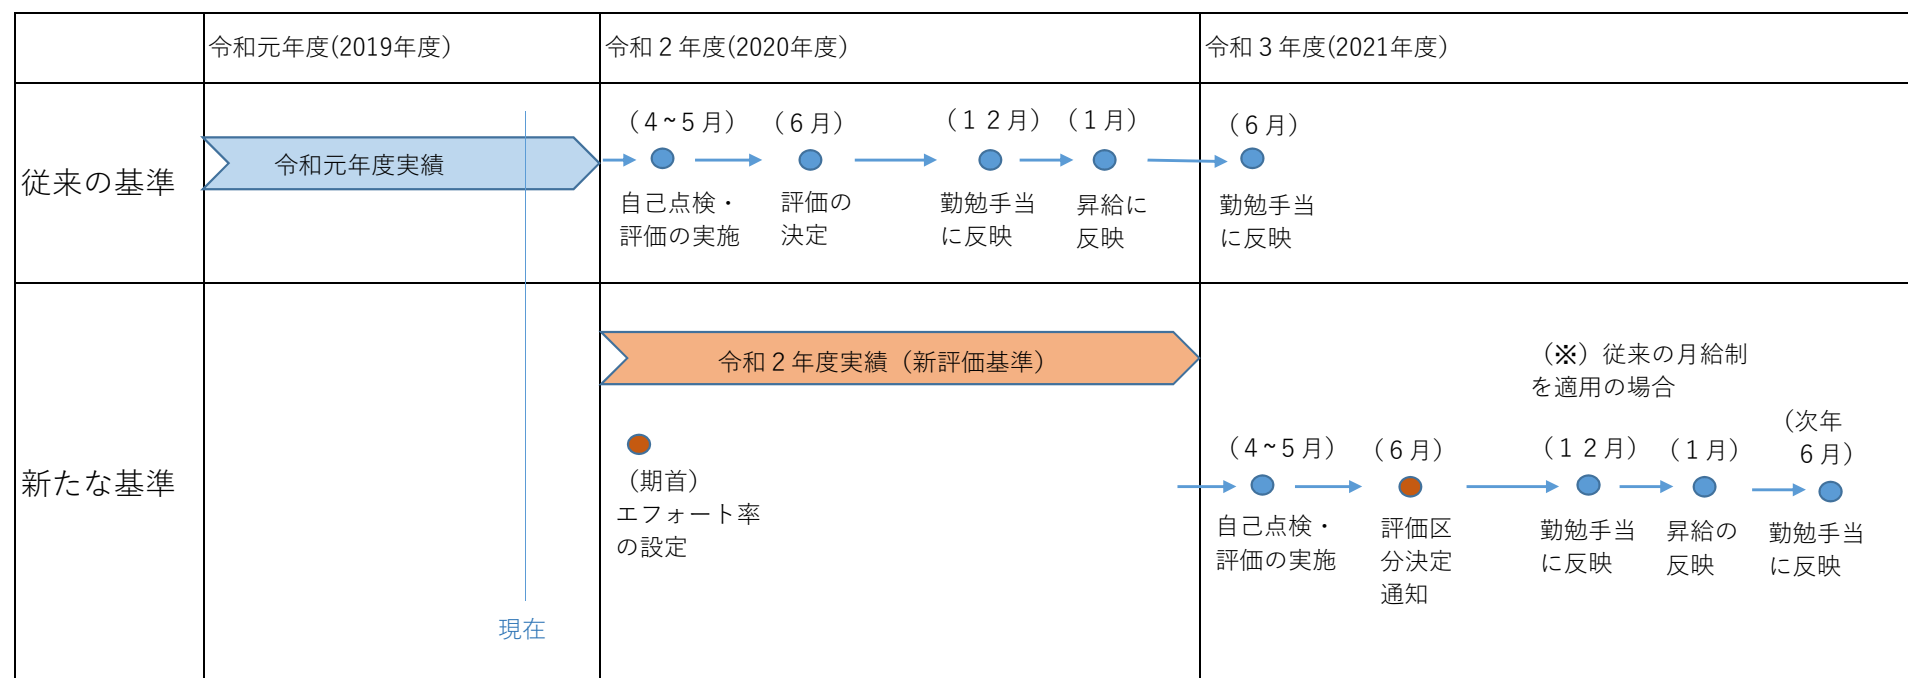 令和元年度(2019年度)
令和２年度(2020年度)
令和３年度(2021年度)
従来の基準
令和元年度実績
（4~5月）
自己点検・
評価の実施
（6月）
評価の
決定
（１２月）
勤勉手当
に反映
（1月）
昇給に
反映
（6月）
勤勉手当
に反映
新たな基準
令和２年度実績（新評価基準）
（期首）
エフォート率
の設定
（※）従来の月給制
を適用の場合
（4~5月）
自己点検・
評価の実施
（6月）
評価区
分決定
通知
（１２月）
勤勉手当
に反映
（1月）
昇給の
反映
（次年
6月）
勤勉手当
に反映
現在